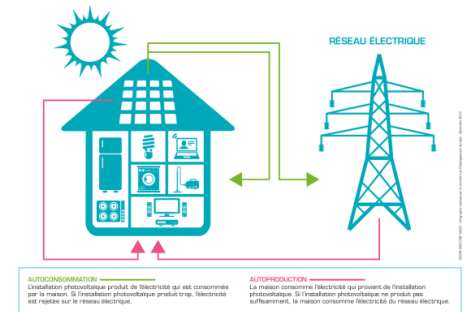 RÉSEAU ÉLECTRIQUE
AUTOCONSOMMATION
L'installation photovoltaïque produit de l'électricité qui est consommée
par la maison. Si l'installation photovoltaïque produit trop, l'électricité
est rejetée sur le réseau électrique.
AUTOPRODUCTION
La maison consomme l'électricité qui provient de l'installation
photovoltaïque. Si l'installation photovoltaïque ne produit pas
suffisamment, la maison consomme l'électricité du réseau électrique.